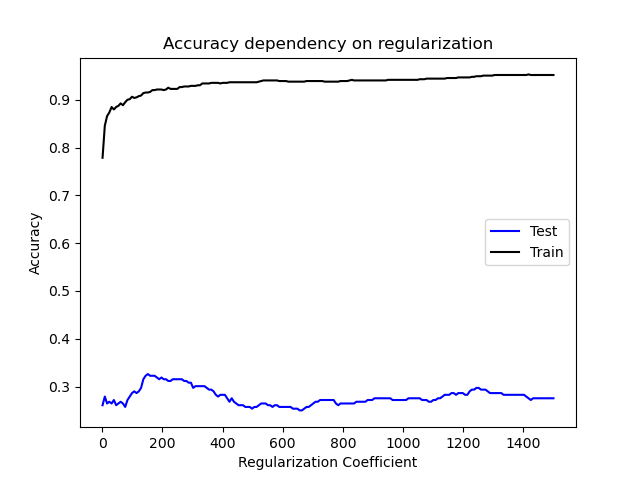 Accuracy dependency on regularization
Accuracy
0.9
0.8
0.7
0.6
0.5
0.4
0.3
Test
Train
0 200 400 600 800 1000 1200 1400
Regularization Coefficient